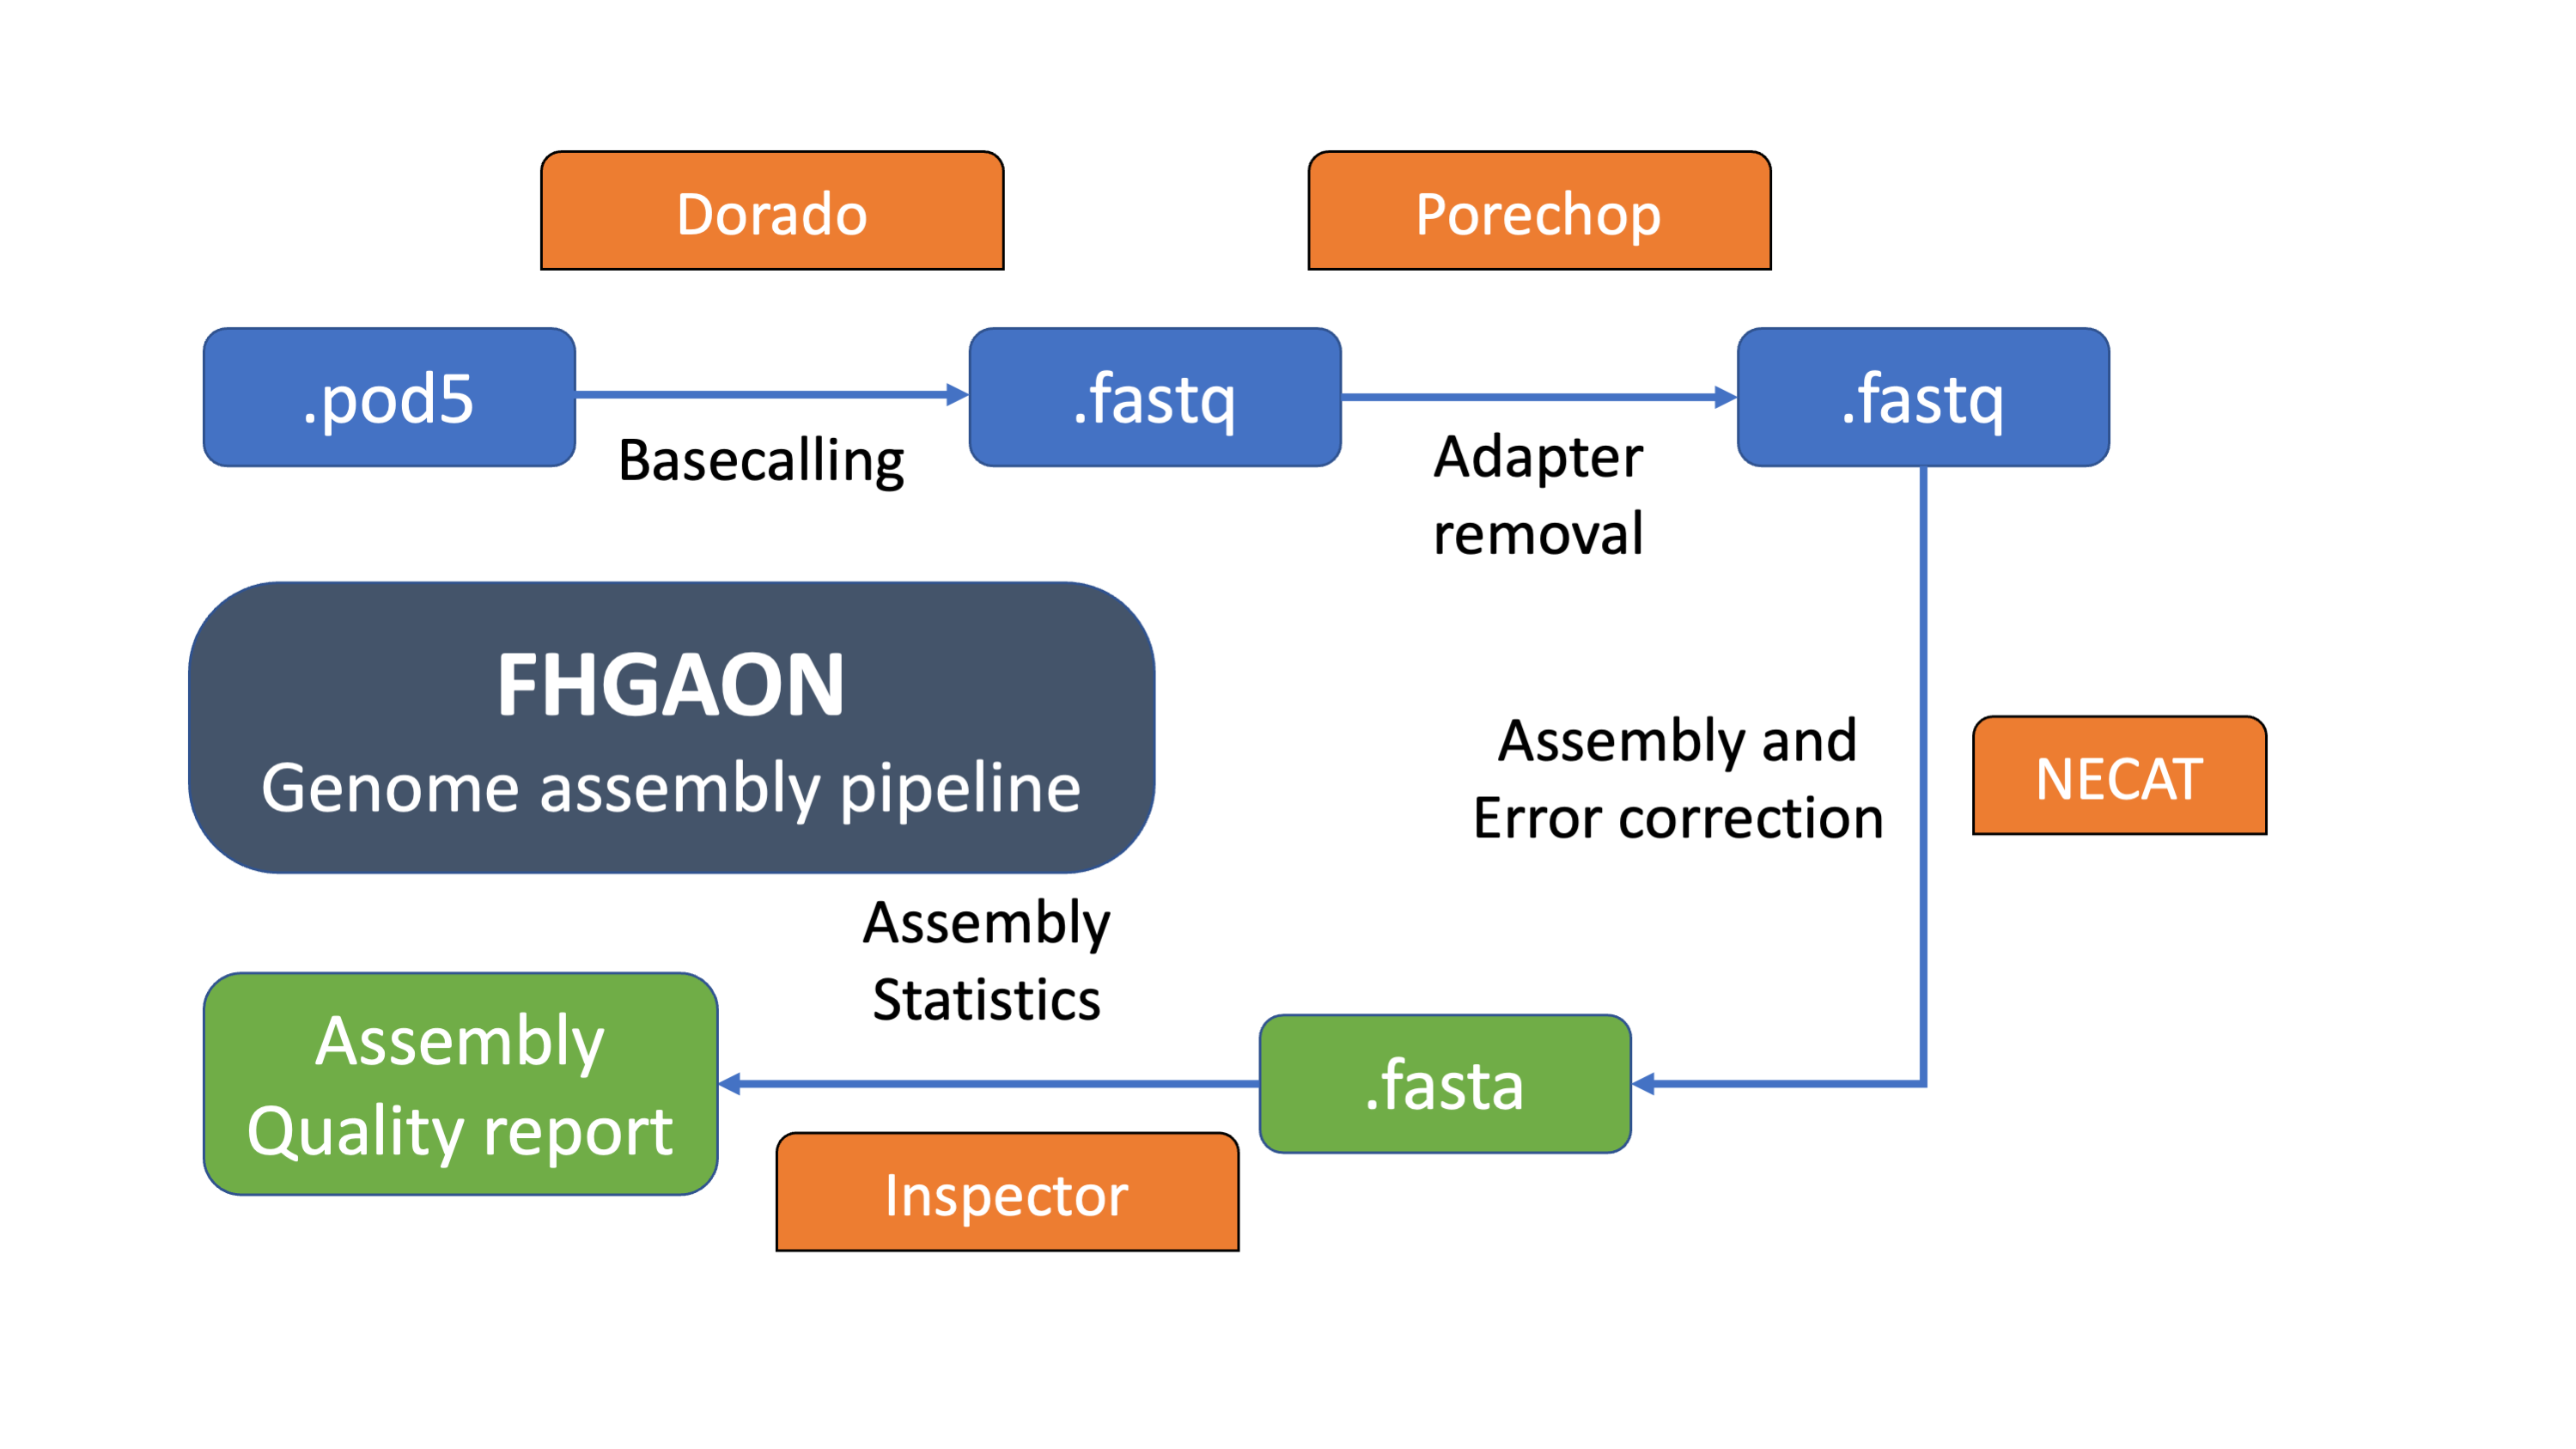 Dorado
Porechop
.pod5
.fastq
.fastq
Basecalling
Adapter
removal
FHGAON
Genome assembly pipeline
Assembly and
Error correction
NECAT
Assembly
Statistics
Assembly
Quality report
.fasta
Inspector